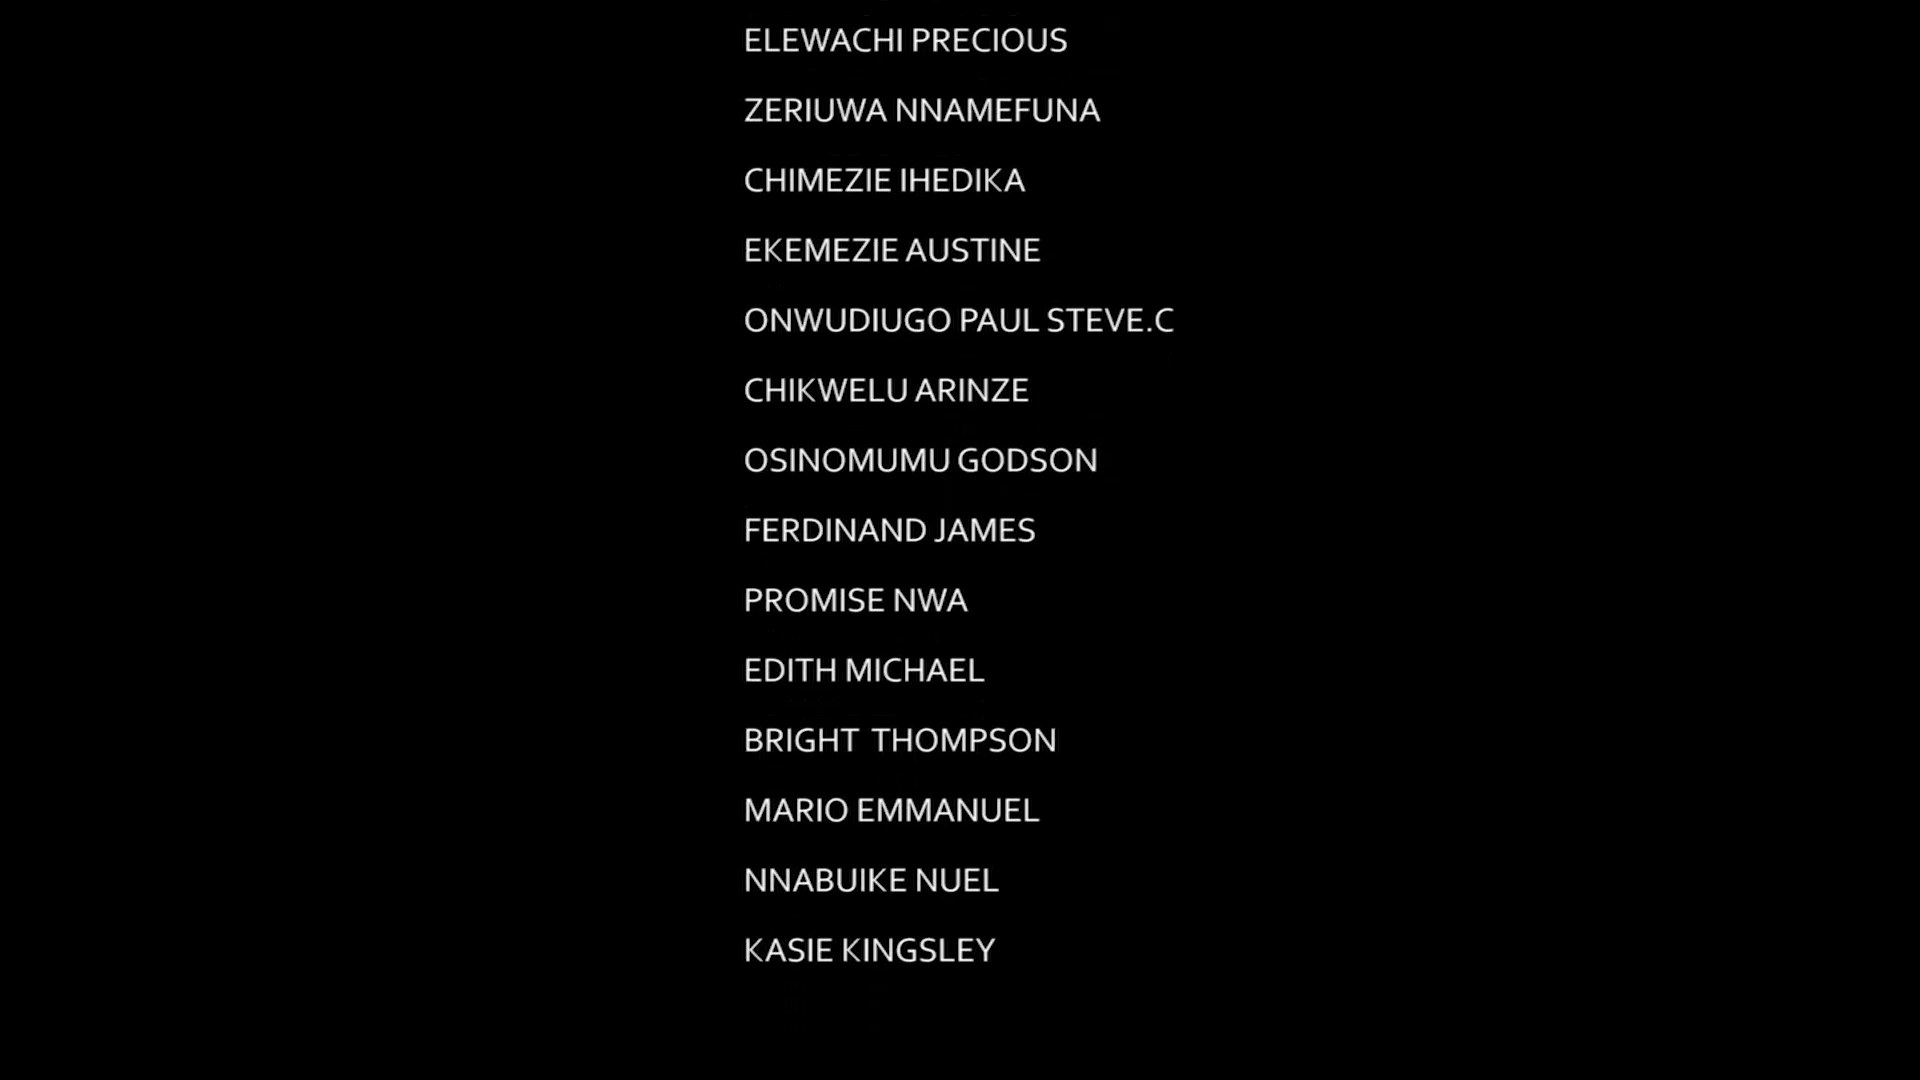 ELEWACHI PRECIOUS
ZERIUWA NNAMEFUNA
CHIMEZIE IHEDIKA
EKEMEZIE AUSTINE
ONWUDIUGO PAUL STEVE.C
CHIKWELU ARINZE
OSINOMUMU GODSON
FERDINAND JAMES
PROMISE NWA
EDITH MICHAEL
BRIGHT  THOMPSON
MARIO EMMANUEL
NNABUIKE NUEL
KASIE KINGSLEY